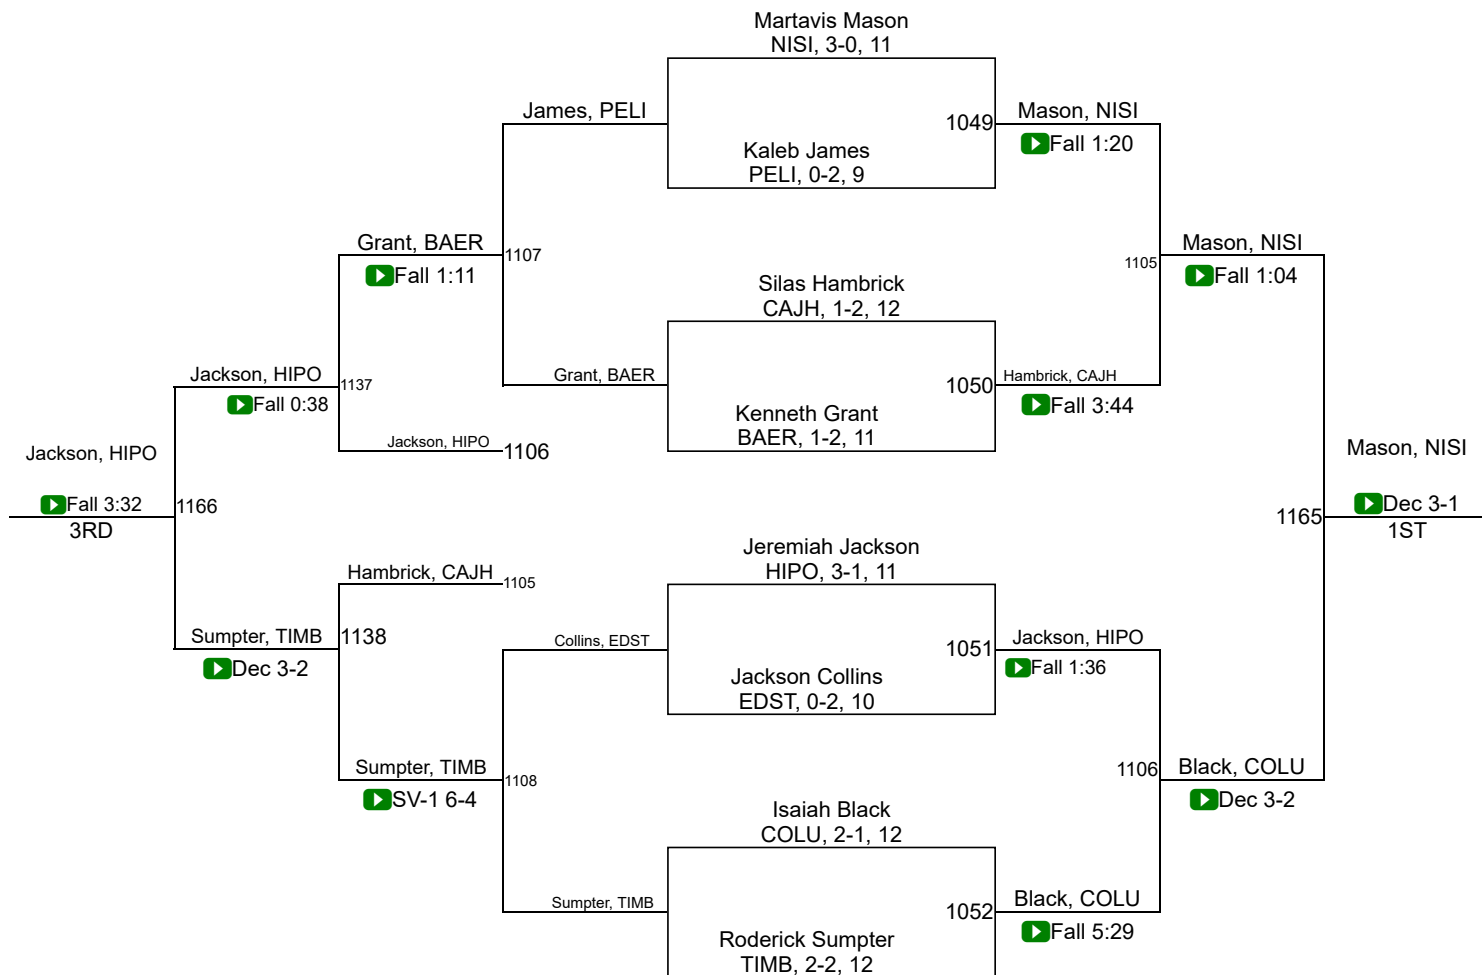 Martavis Mason
NISI, 3-0, 11
James, PELI
1049
Mason, NISI
Fall 1:20
Kaleb James
PELI, 0-2, 9
Grant, BAER
1107
Fall 1:11
Mason, NISI
1105
Fall 1:04
Silas Hambrick
CAJH, 1-2, 12
Jackson, HIPO
1137
Fall 0:38
Grant, BAER
1050
Hambrick, CAJH
Fall 3:44
Kenneth Grant
BAER, 1-2, 11
Jackson, HIPO
1106
Jackson, HIPO
Fall 3:32
1166
3RD
Mason, NISI
1165
Dec 3-1
1ST
Jeremiah Jackson
HIPO, 3-1, 11
Hambrick, CAJH
1105
Sumpter, TIMB
1138
Dec 3-2
Collins, EDST
1051
Jackson, HIPO
Fall 1:36
Jackson Collins
EDST, 0-2, 10
Sumpter, TIMB
1108
SV-1 6-4
1106
Black, COLU
Dec 3-2
Isaiah Black
COLU, 2-1, 12
Sumpter, TIMB
1052
Black, COLU
Fall 5:29
Roderick Sumpter
TIMB, 2-2, 12